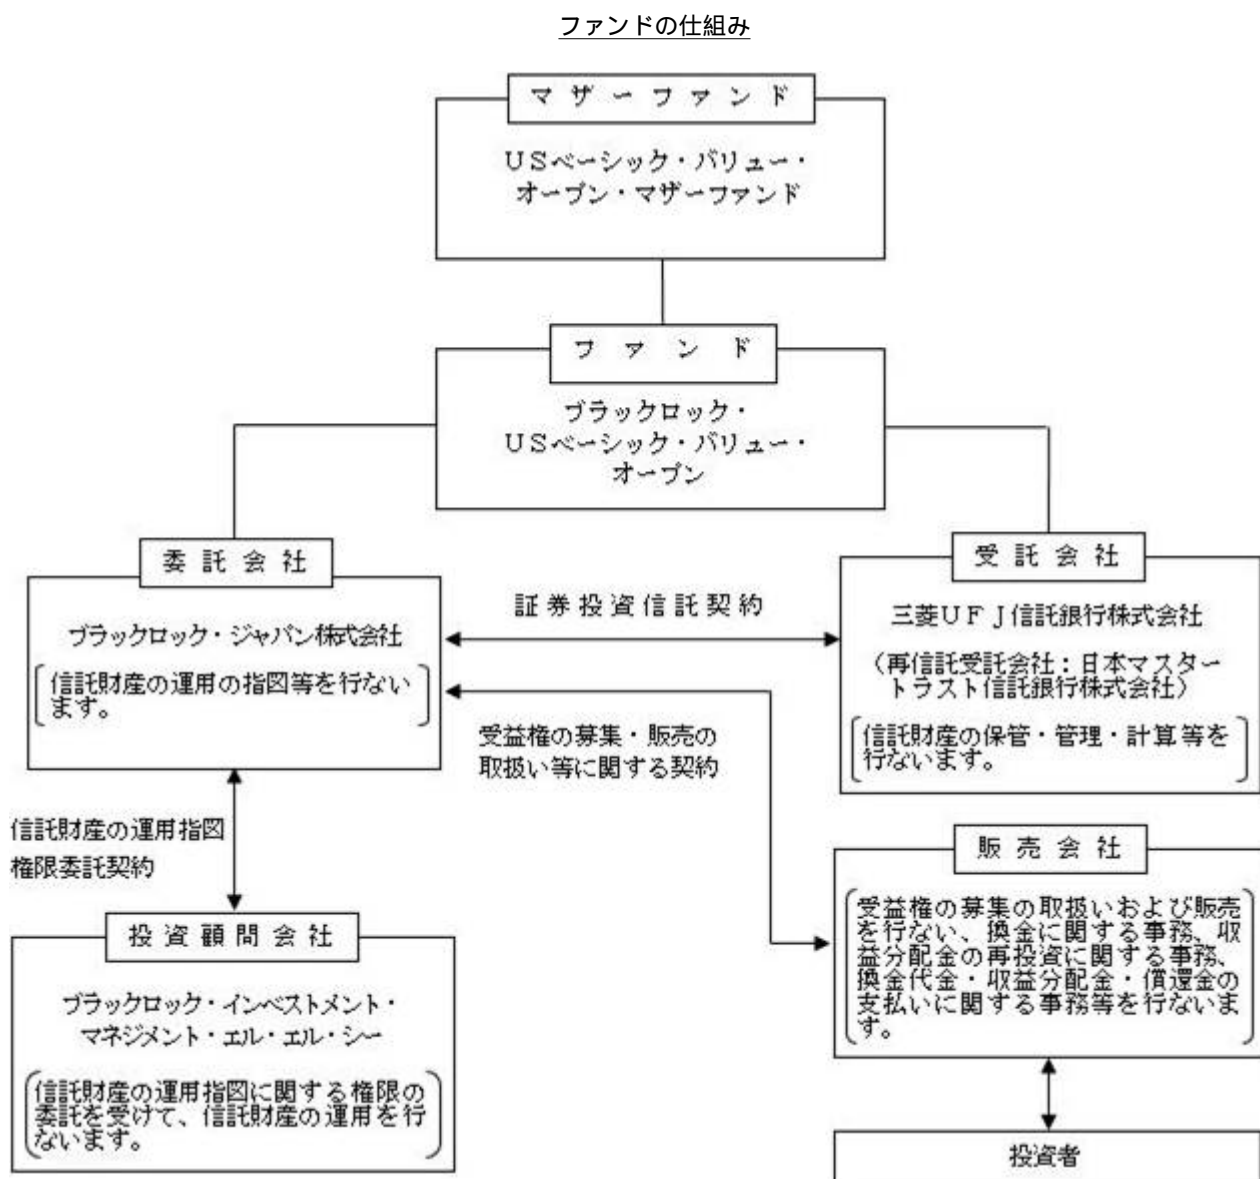 ファンドの仕組み
マザーファンド
USベーシック・バリュー・
オープン・マザーファンド
ファンド
ブラックロック・
USベーシック・バリュー・
オープン
委託会社
ブラックロック・ジャパン株式会社
信託財産の運用の指図等を行ない
ます。
証券投資信託契約
受託会社
三菱UFJ信託銀行株式会社
（再信託受託会社：日本マスター
トラスト信託銀行株式会社）
信託財産の保管・管理・計算等を
行ないます。
受益権の募集・販売の
取扱い等に関する契約
信託財産の運用指図
権限委託契約
販売会社
受益権の募集の取扱いおよび販売
を行ない、換金に関する事務、収
益分配金の再投資に関する事務、
換金代金・収益分配金・償還金の
支払いに関する事務等を行ないま
す。
投資顧問会社
ブラックロック・インベストメント・
マネジメント・エル・エル・シー
信託財産の運用指図に関する権限の
委託を受けて、信託財産の運用を行
ないます。
投資者